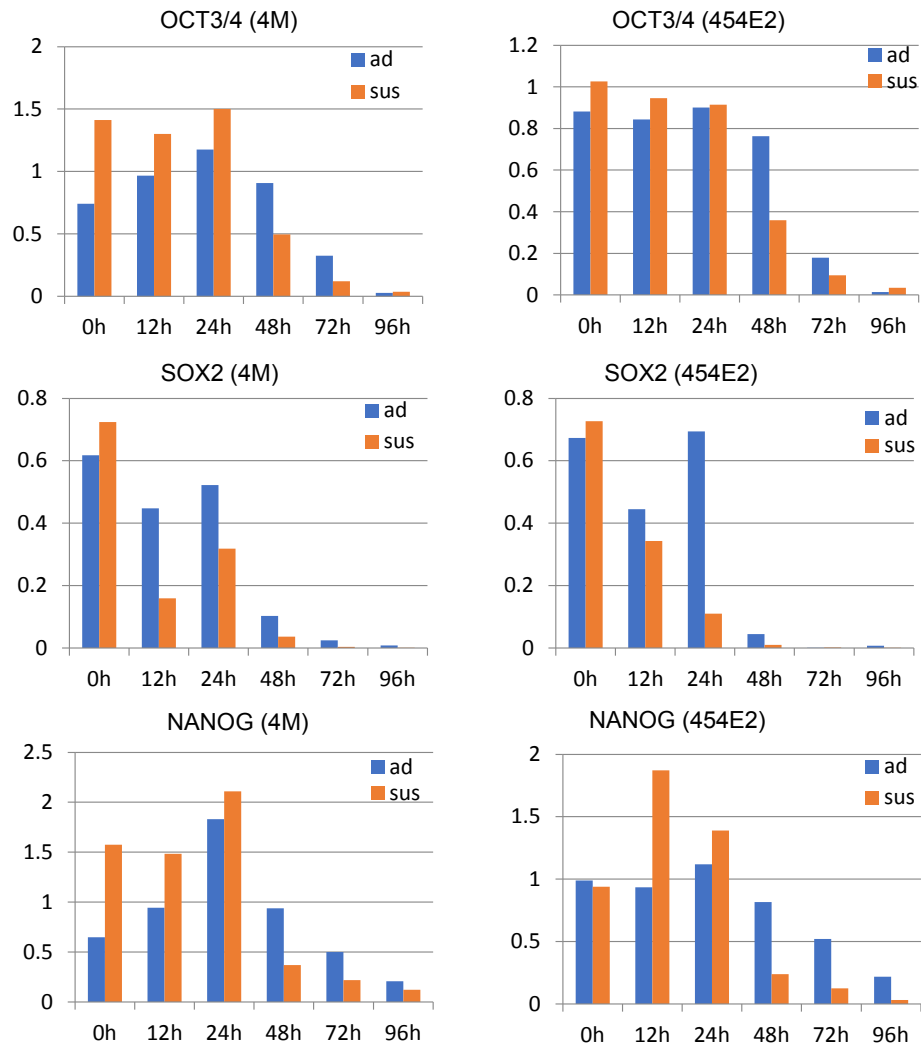 OCT3/4 (4M)
2
1.5
1
0.5
0
ad
sus
0h 12h 24h 48h 72h 96h
OCT3/4 (454E2)
1.2
1
0.8
0.6
0.4
0.2
0
ad
sus
0h 12h 24h 48h 72h 96h
SOX2 (4M)
0.8
0.6
0.4
0.2
0
ad
sus
0h 12h 24h 48h 72h 96h
SOX2 (454E2)
0.8
0.6
0.4
0.2
0
ad
sus
0h 12h 24h 48h 72h 96h
NANOG (4M)
2.5
2
1.5
1
0.5
0
ad
sus
0h 12h 24h 48h 72h 96h
NANOG (454E2)
2
1.5
1
0.5
0
ad
sus
0h 12h 24h 48h 72h 96h